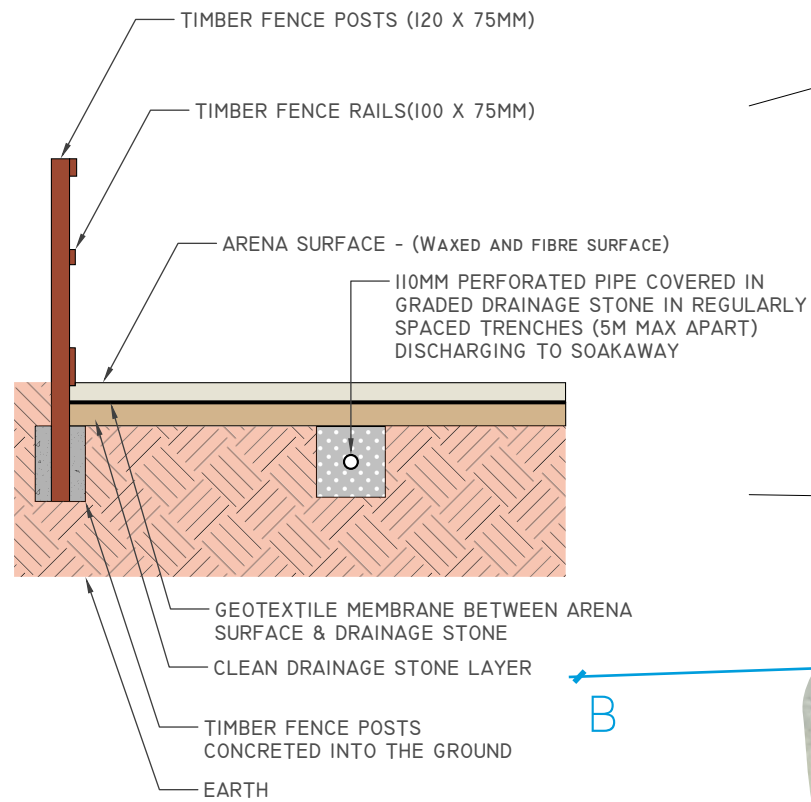 TIMBER FENCE POSTS (120 X 75MM)
TIMBER FENCE RAILS(100 X 75MM)
ARENA SURFACE - (WAXED AND FIBRE SURFACE)
110MM PERFORATED PIPE COVERED IN
GRADED DRAINAGE STONE IN REGULARLY
SPACED TRENCHES (5M MAX APART)
DISCHARGING TO SOAKAWAY
GEOTEXTILE MEMBRANE BETWEEN ARENA
SURFACE & DRAINAGE STONE
CLEAN DRAINAGE STONE LAYER
B
TIMBER FENCE POSTS
CONCRETED INTO THE GROUND
EARTH